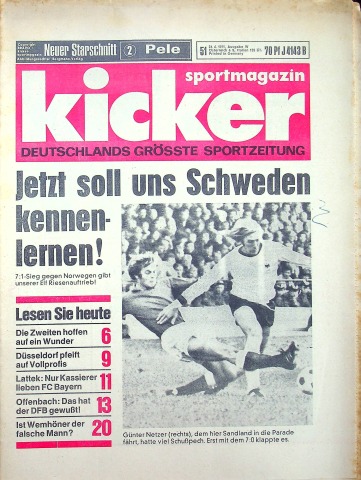 Neuer Starschnitt 2 Pele
51
70 Pf J 4143 B
sportmagazin
kicker
DEUTSCHLANDS GRÖSSTE SPORTZEITUNG
Jetzt soll uns Schweden
kennen-
lernen!
7:1-Sieg gegen Norwegen gibt
unserer Elf Riesenauftrieb!
Lesen Sie heute
Die Zweiten hoffen
auf ein Wunder 6
Düsseldorf pfeift
auf Vollprofis 9
Lattek: Nur Kassierer
lieben FC Bayern 11
Offenbach: Das hat
der DFB gewußt! 13
Ist Wemhöner der
falsche Mann? 20
Günter Netzer (rechts), dem hier Sandland in die Parade
fährt, hatte viel Schußpech. Erst mit dem 7:0 klappte es.